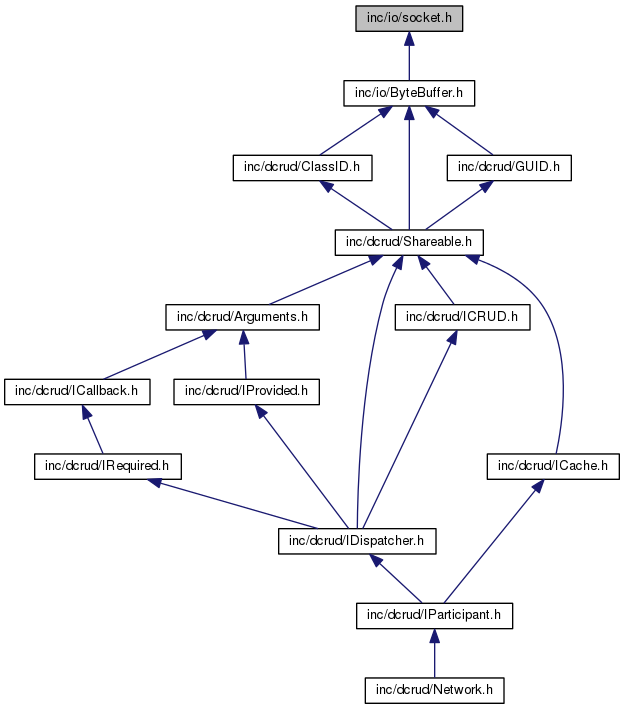 inc/io/socket.h
inc/io/ByteBuffer.h
inc/dcrud/ClassID.h
inc/dcrud/GUID.h
inc/dcrud/Shareable.h
inc/dcrud/Arguments.h
inc/dcrud/ICRUD.h
inc/dcrud/ICallback.h
inc/dcrud/IProvided.h
inc/dcrud/IRequired.h
inc/dcrud/ICache.h
inc/dcrud/IDispatcher.h
inc/dcrud/IParticipant.h
inc/dcrud/Network.h